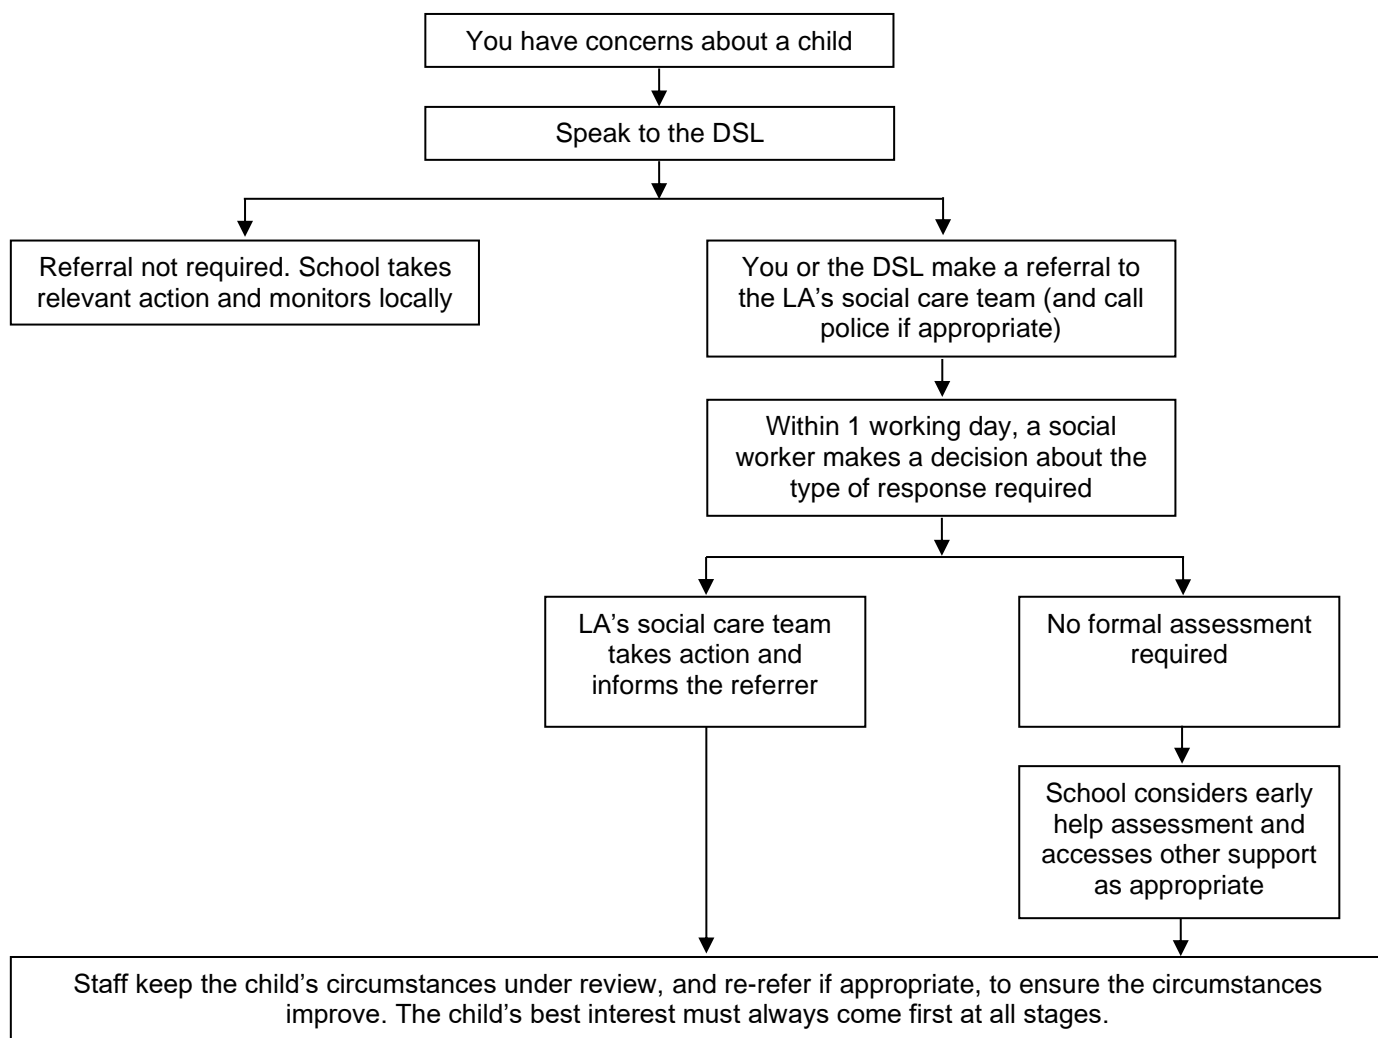 You have concerns about a child
Speak to the DSL
Referral not required. School takes
relevant action and monitors locally
You or the DSL make a referral to
the LA’s social care team (and call
police if appropriate)
Within 1 working day, a social
worker makes a decision about the
type of response required
LA’s social care team
takes action and
informs the referrer
No formal assessment
required
School considers early
help assessment and
accesses other support
as appropriate
Staff keep the child’s circumstances under review, and re-refer if appropriate, to ensure the circumstances
improve. The child’s best interest must always come first at all stages.